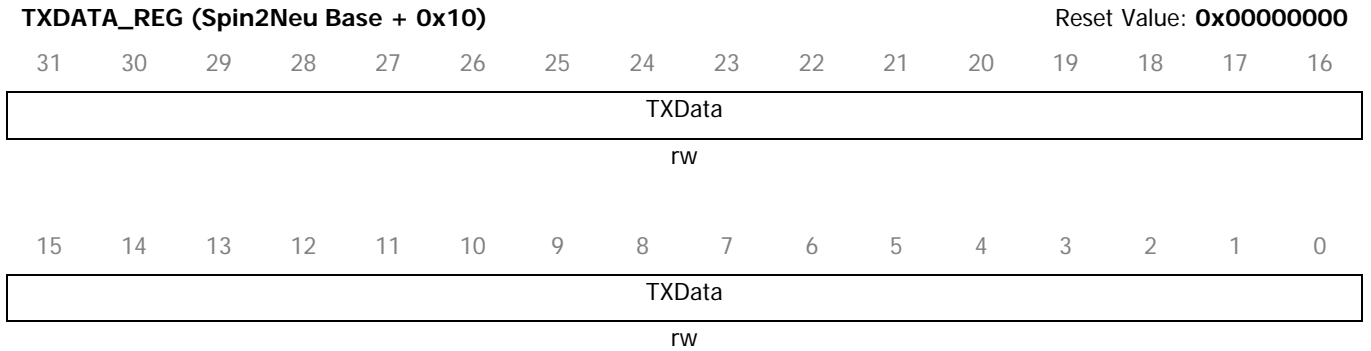 TXDATA_REG (Spin2Neu Base + 0x10) Reset Value: 0x00000000
31 30 29 28 27 26 25 24 23 22 21 20 19 18 17 16
TXData
rw
15 14 13 12 11 10 9 8 7 6 5 4 3 2 1 0
TXData
rw